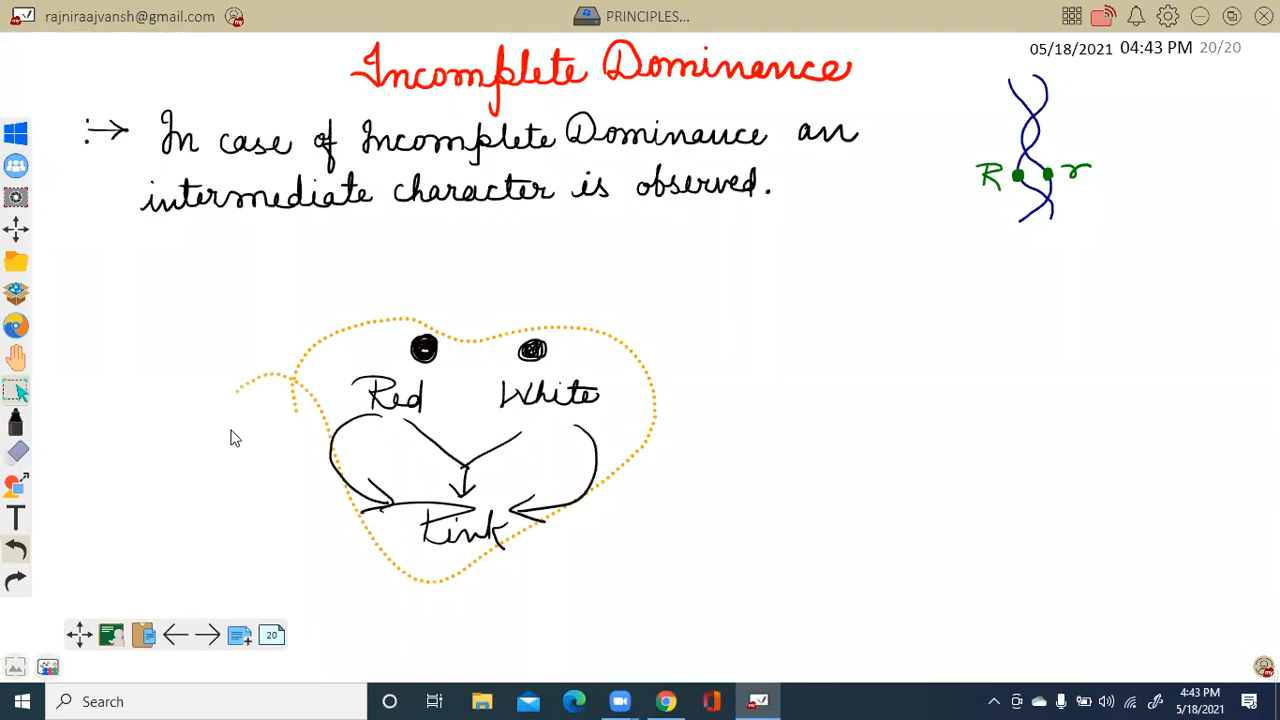 rajniraajvansh@gmail.com
PRINCIPLES...
05/18/2021 04:43 PM 20/20
Incomplete Dominance
:→ In case of Incomplete Dominance an
intermediate character is observed.
R r
Red White
Pink
20
Search
4:43 PM
5/18/2021